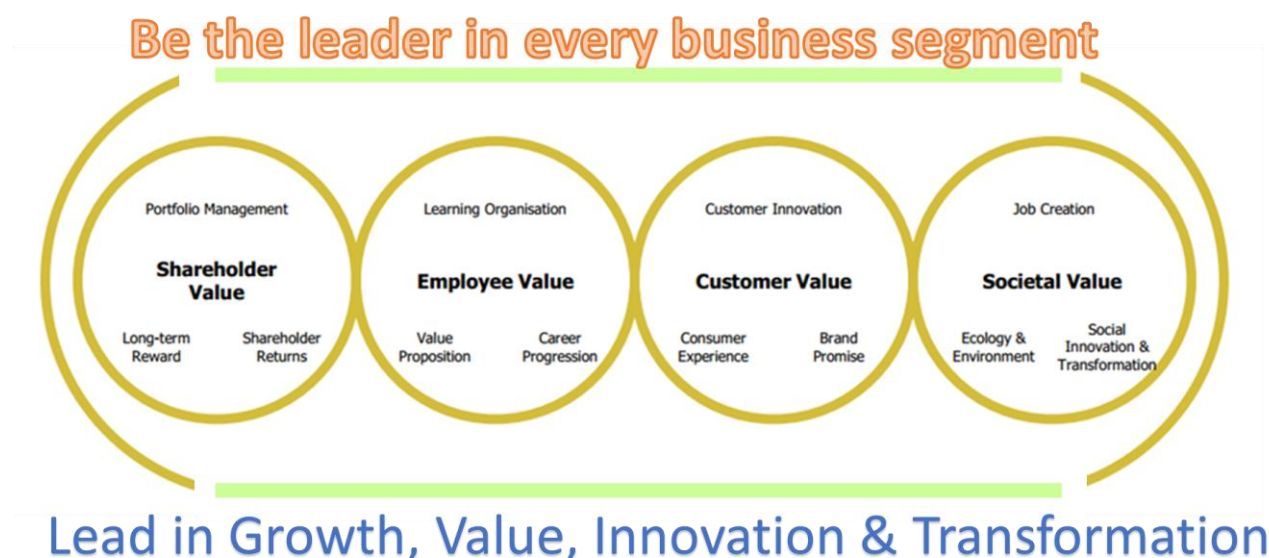 Be the leader in every business segment
Portfolio Management
Shareholder
Value
Long-term
Reward
Shareholder
Returns
Learning Organisation
Employee Value
Value
Proposition
Career
Progression
Customer Innovation
Customer Value
Consumer
Experience
Brand
Promise
Job Creation
Societal Value
Ecology &
Environment
Social
Innovation &
Transformation
Lead in Growth, Value, Innovation & Transformation